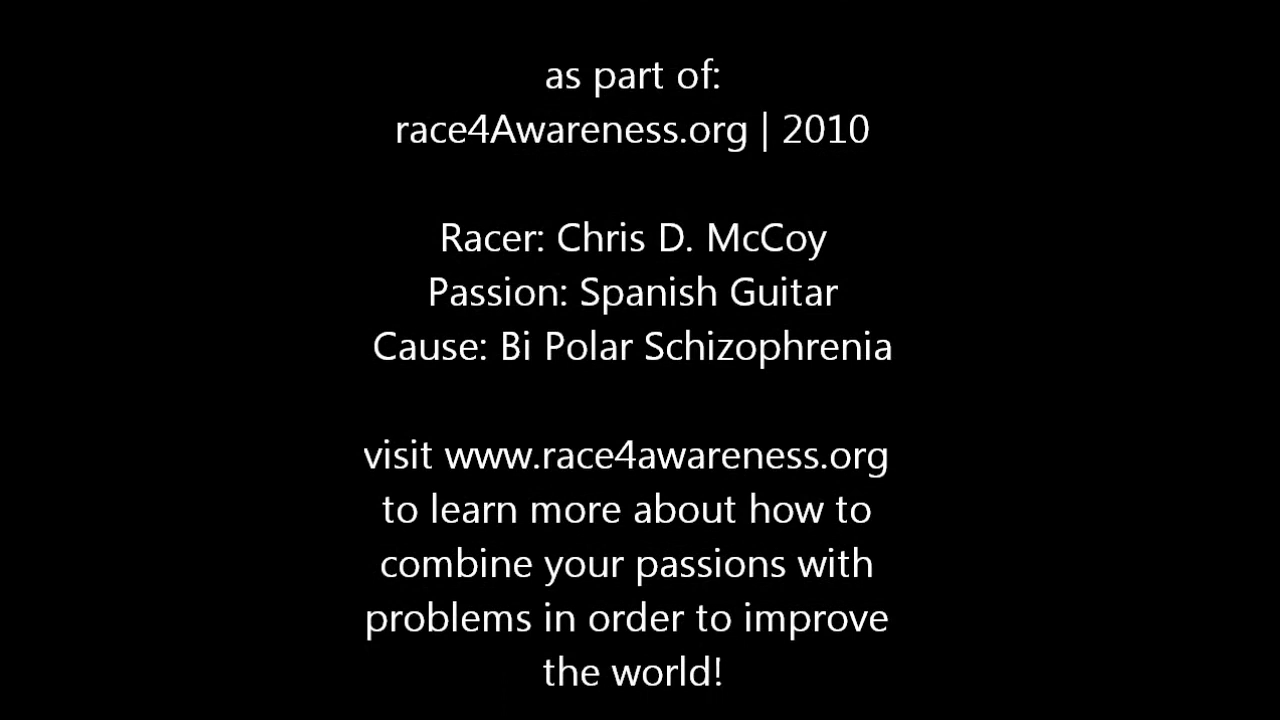 as part of:
race4Awareness.org | 2010
Racer: Chris D. McCoy
Passion: Spanish Guitar
Cause: Bi Polar Schizophrenia
visit www.race4awareness.org
to learn more about how to
combine your passions with
problems in order to improve
the world!